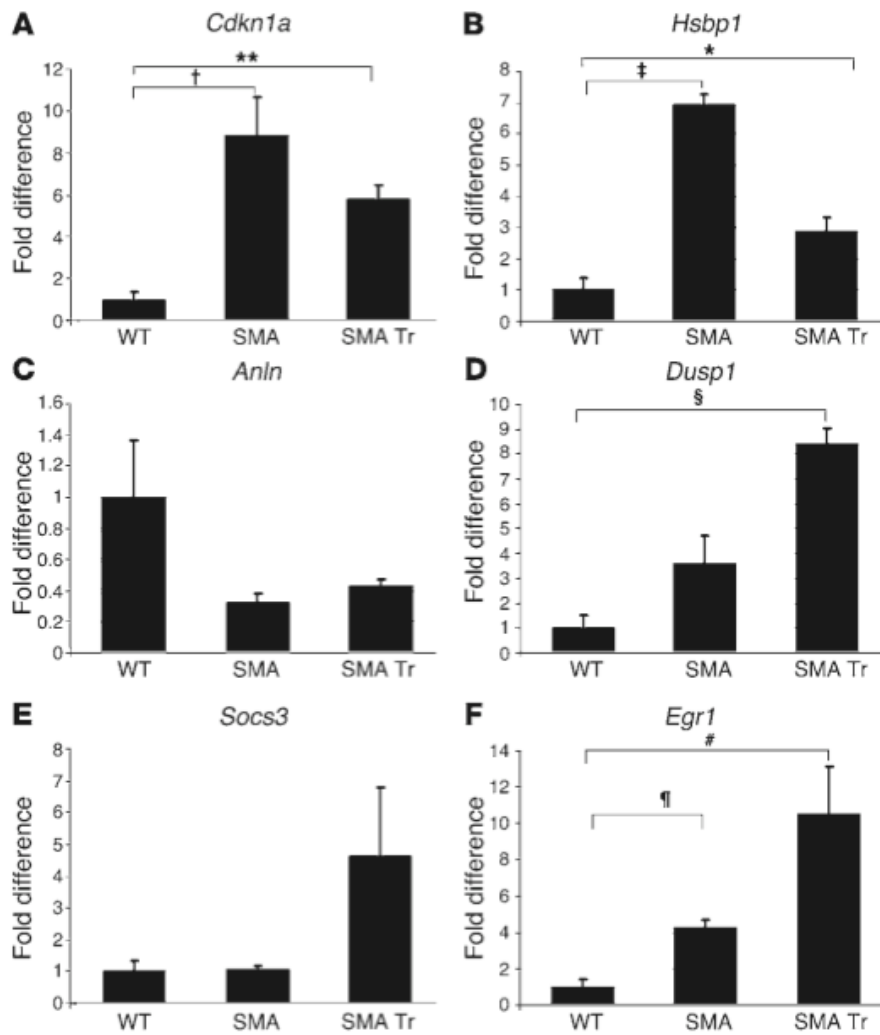 A
Cdkn1a
**
†
Fold difference
12
10
8
6
4
2
0
WT
SMA
SMA Tr
B
Hsbp1
*
‡
Fold difference
8
7
6
5
4
3
2
1
0
WT
SMA
SMA Tr
C
Anln
Fold difference
1.6
1.4
1.2
1
0.8
0.6
0.4
0.2
0
WT
SMA
SMA Tr
D
Dusp1
§
Fold difference
10
9
8
7
6
5
4
3
2
1
0
WT
SMA
SMA Tr
E
Socs3
Fold difference
8
7
6
5
4
3
2
1
0
WT
SMA
SMA Tr
F
Egr1
#
¶
Fold difference
14
12
10
8
6
4
2
0
WT
SMA
SMA Tr